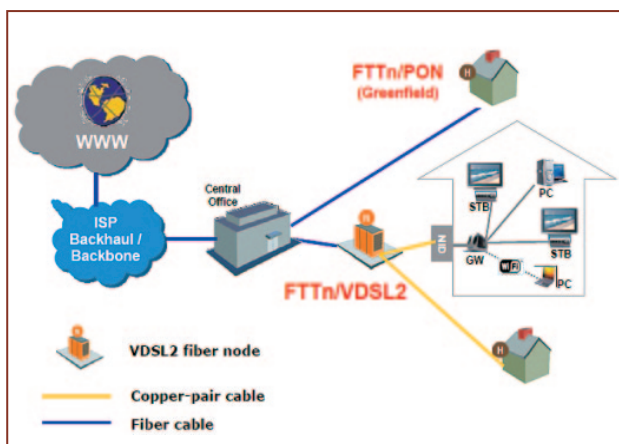 FTTn/PON
(Greenfield)
H
WWW
Central
Office
ISP
Backhaul /
Backbone
STB
PC
STB
NID
GW
WiFi
PC
FTTn/VDSL2
H
VDSL2 fiber node
Copper-pair cable
Fiber cable